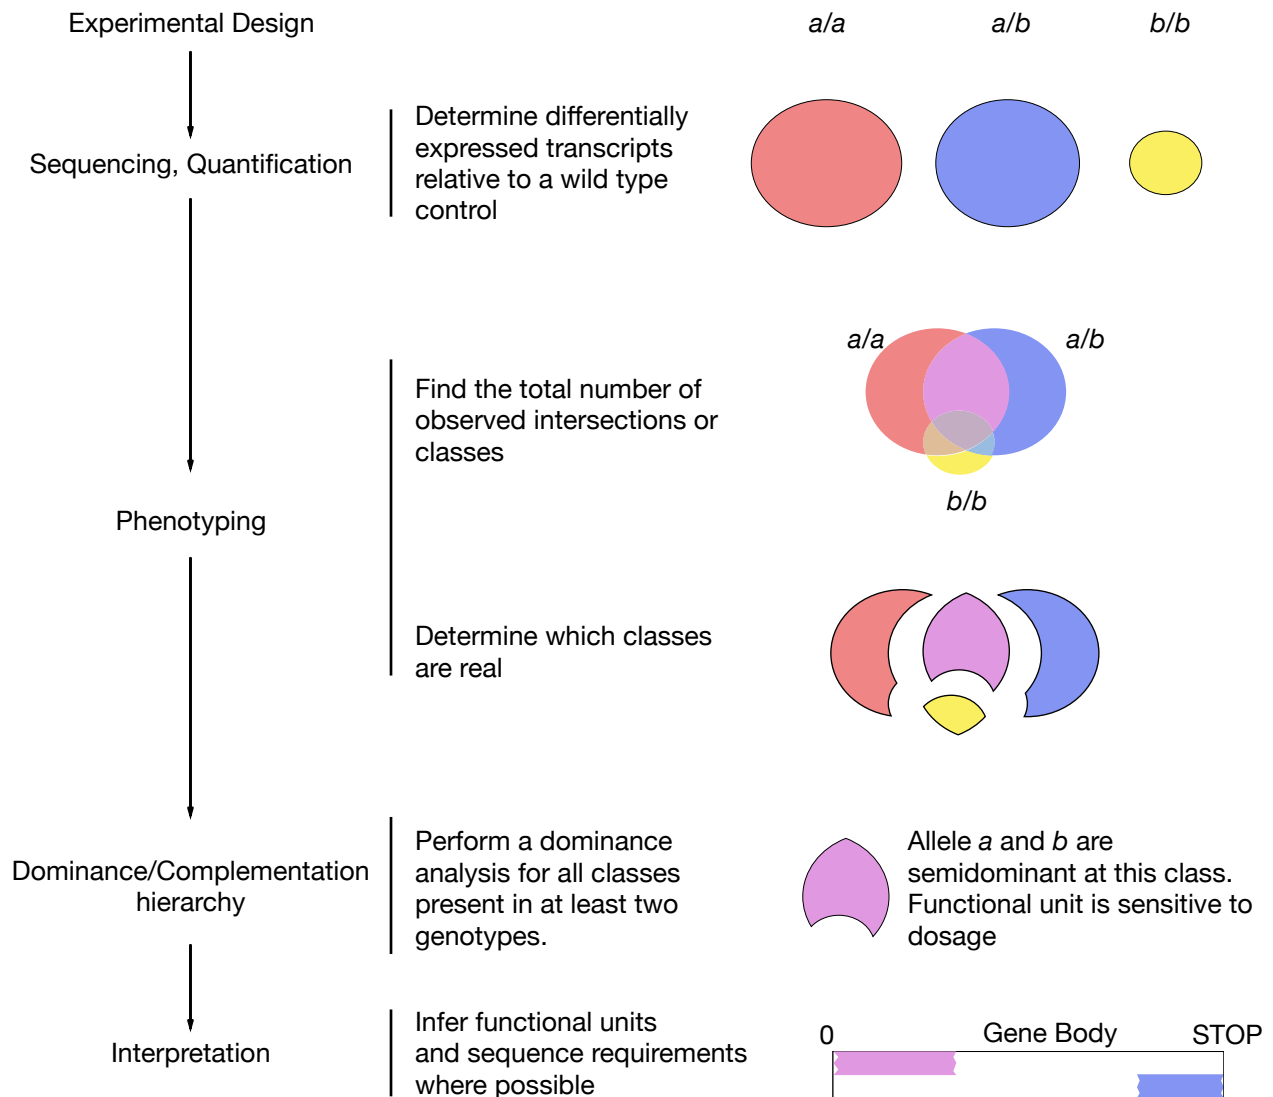 Experimental Design
a/a
a/b
b/b
Sequencing, Quantification
Determine differentially
expressed transcripts
relative to a wild type
control
Find the total number of
observed intersections or
classes
a/a
a/b
b/b
Phenotyping
Determine which classes
are real
Dominance/Complementation
hierarchy
Perform a dominance
analysis for all classes
present in at least two
genotypes.
Allele a and b are
semidominant at this class.
Functional unit is sensitive to
dosage
Interpretation
Infer functional units
and sequence requirements
where possible
0
Gene Body
STOP